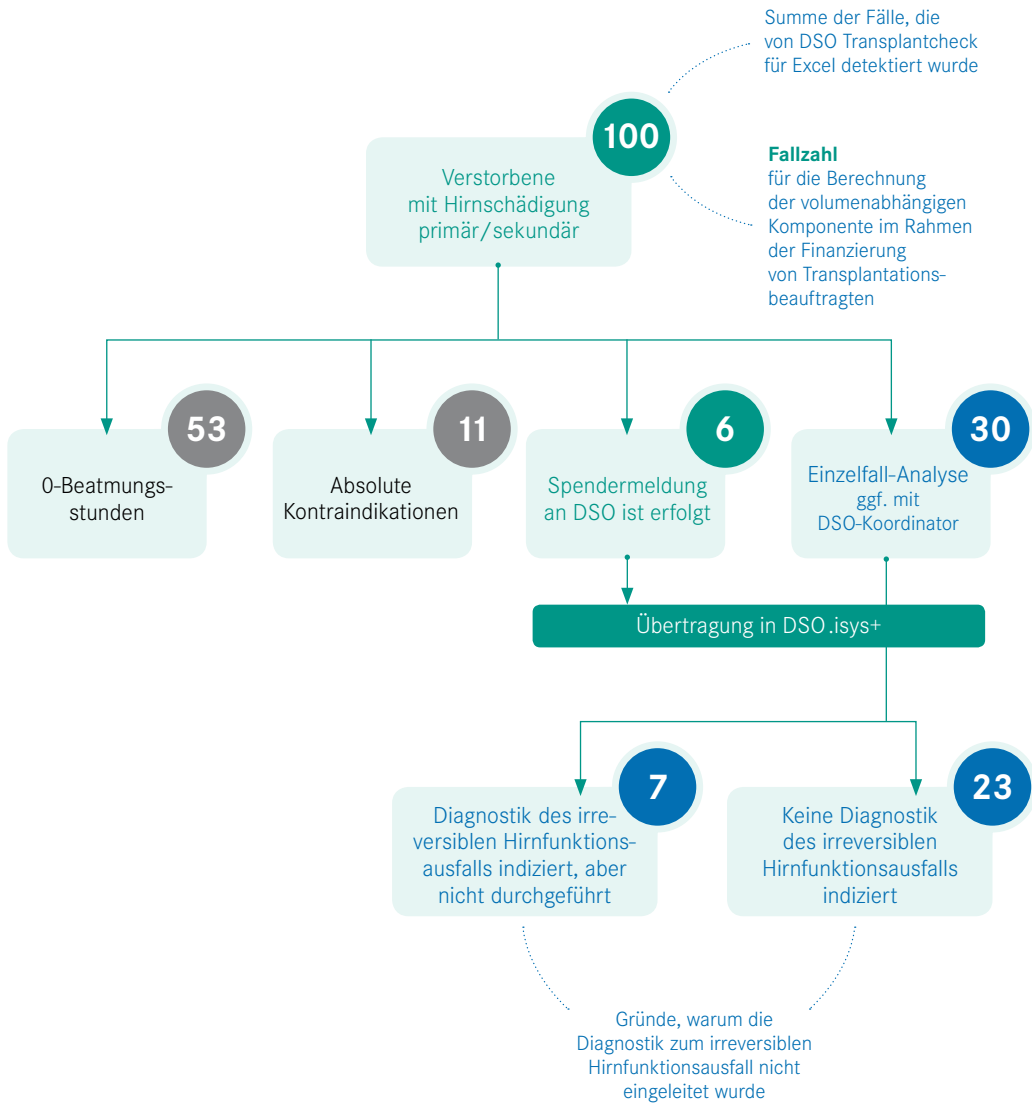 Summe der Fälle, die
von DSO Transplantcheck
für Excel detektiert wurde
100
Verstorbene
mit Hirnschädigung
primär/sekundär
Fallzahl
für die Berechnung
der volumenabhängigen
Komponente im Rahmen
der Finanzierung
von Transplantations-
beauftragten
53
0-Beatmungs-
stunden
11
Absolute
Kontraindikationen
6
Spendermeldung
an DSO ist erfolgt
30
Einzelfall-Analyse
ggf. mit
DSO-Koordinator
Übertragung in DSO.isys+
7
Diagnostik des irre-
versiblen Hirnfunktions-
ausfalls indiziert, aber
nicht durchgeführt
23
Keine Diagnostik
des irreversiblen
Hirnfunktionsausfalls
indiziert
Gründe, warum die
Diagnostik zum irreversiblen
Hirnfunktionsausfall nicht
eingeleitet wurde